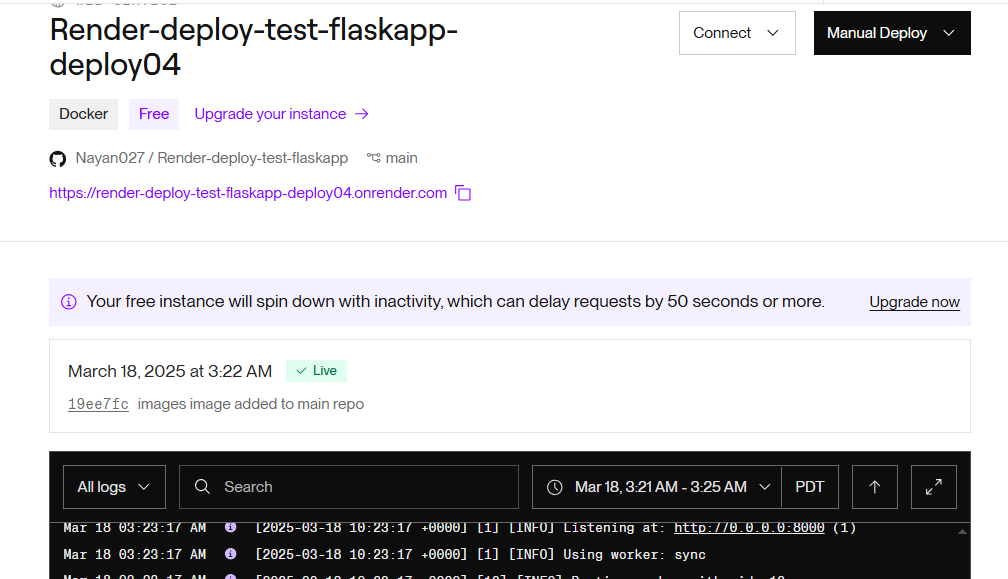 Render-deploy-test-flaskapp-
deploy04
Connect
Manual Deploy
Docker Free Upgrade your instance →
Nayan027 / Render-deploy-test-flaskapp main
https://render-deploy-test-flaskapp-deploy04.onrender.com
Your free instance will spin down with inactivity, which can delay requests by 50 seconds or more. Upgrade now
March 18, 2025 at 3:22 AM Live
19ee7fc images image added to main repo
All logs Search Mar 18, 3:21 AM - 3:25 AM PDT
Mar 18 03:23:17 AM [2025-03-18 10:23:17 +0000] [1] [INFO] Listening at: http://0.0.0.0:8000 (1)
Mar 18 03:23:17 AM [2025-03-18 10:23:17 +0000] [1] [INFO] Using worker: sync